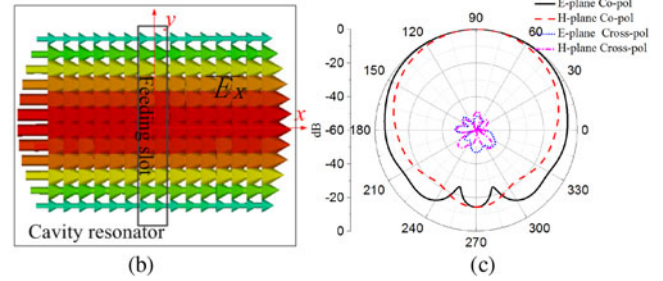 y
Feeding slot
Ex
x
Cavity resonator
(b)
E-plane Co-pol
H-plane Co-pol
E-plane Cross-pol
H-plane Cross-pol
dB
0
-20
-40
-60
-40
-20
0
90
60
30
0
330
300
270
240
210
180
150
120
(c)